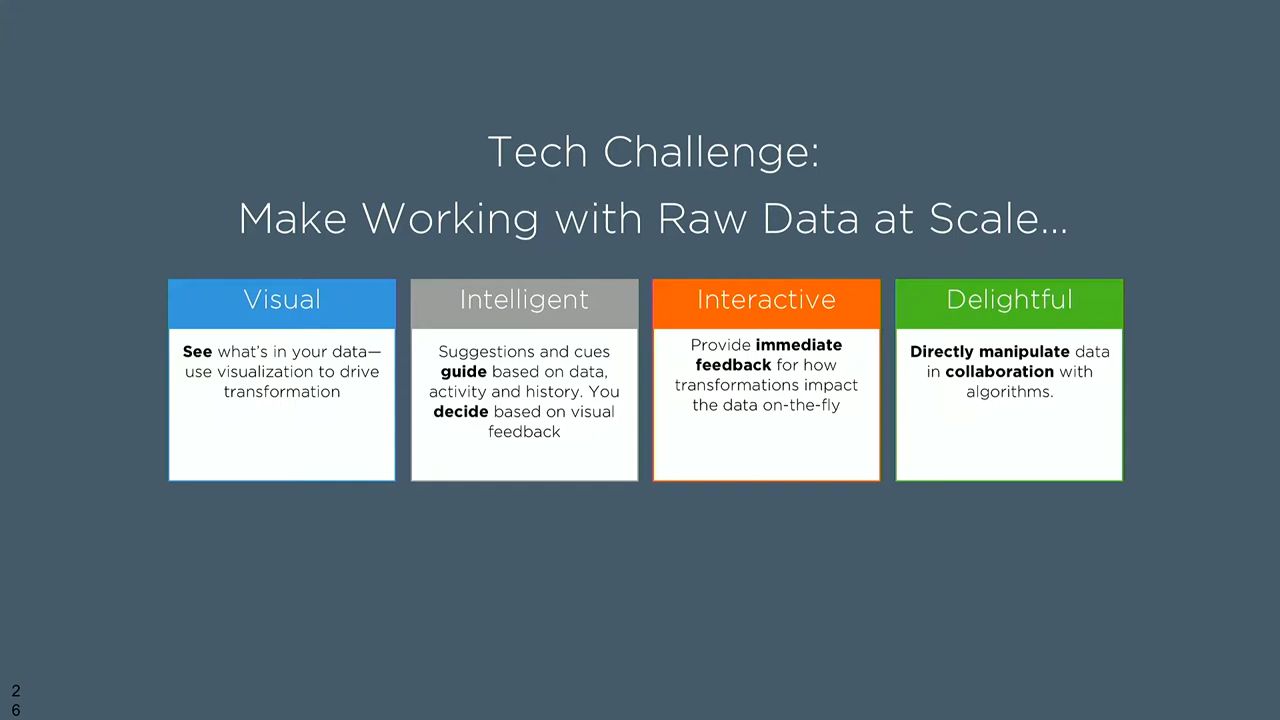 Tech Challenge:
Make Working with Raw Data at Scale...
Visual
See what's in your data—
use visualization to drive
transformation
Intelligent
Suggestions and cues
guide based on data,
activity and history. You
decide based on visual
feedback
Interactive
Provide immediate
feedback for how
transformations impact
the data on-the-fly
Delightful
Directly manipulate data
in collaboration with
algorithms.
2
6